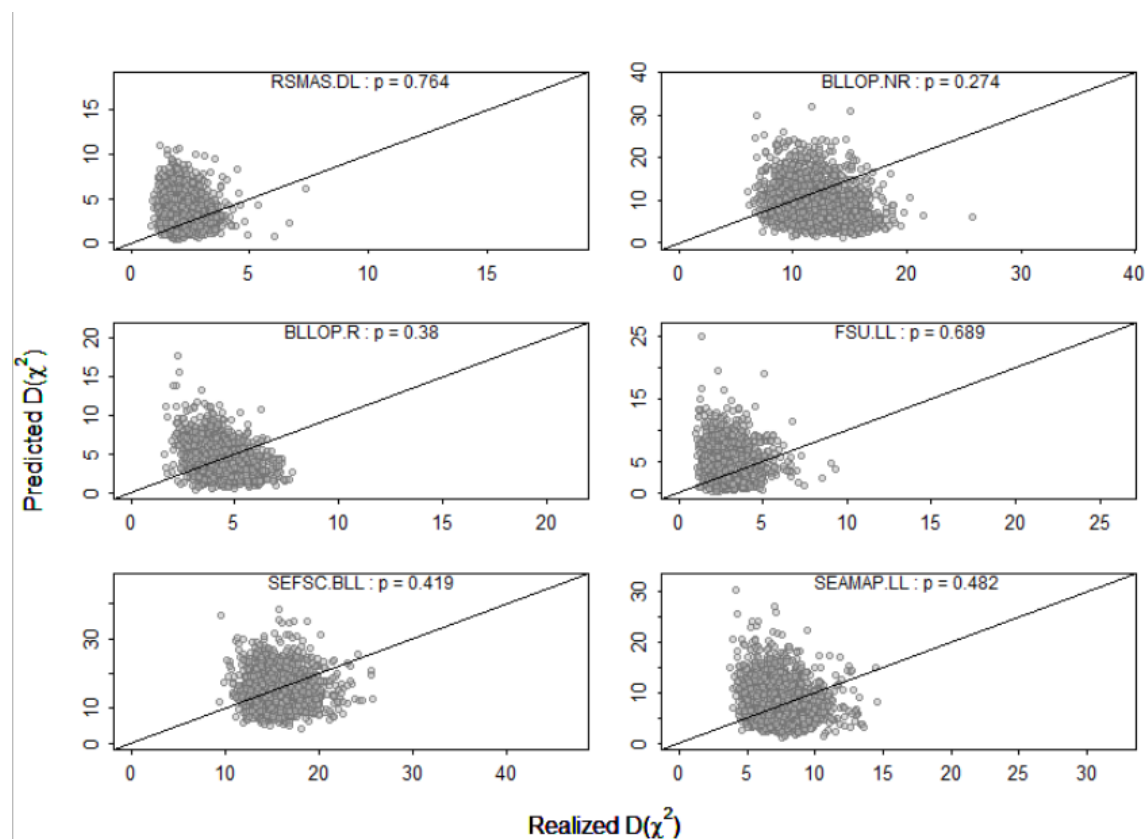 RSMAS.DL : p = 0.764
15
10
5
0
0 5 10 15
BLLOP.NR : p = 0.274
40
30
20
10
0
0 10 20 30 40
BLLOP.R : p = 0.38
20
15
10
5
0
0 5 10 15 20
FSU.LL : p = 0.689
25
15
5
0
0 5 10 15 20 25
SEFSC.BLL : p = 0.419
30
20
10
0
0 10 20 30 40
SEAMAP.LL : p = 0.482
30
20
10
5
0
0 5 10 15 20 25 30
Predicted D(χ²)
Realized D(χ²)